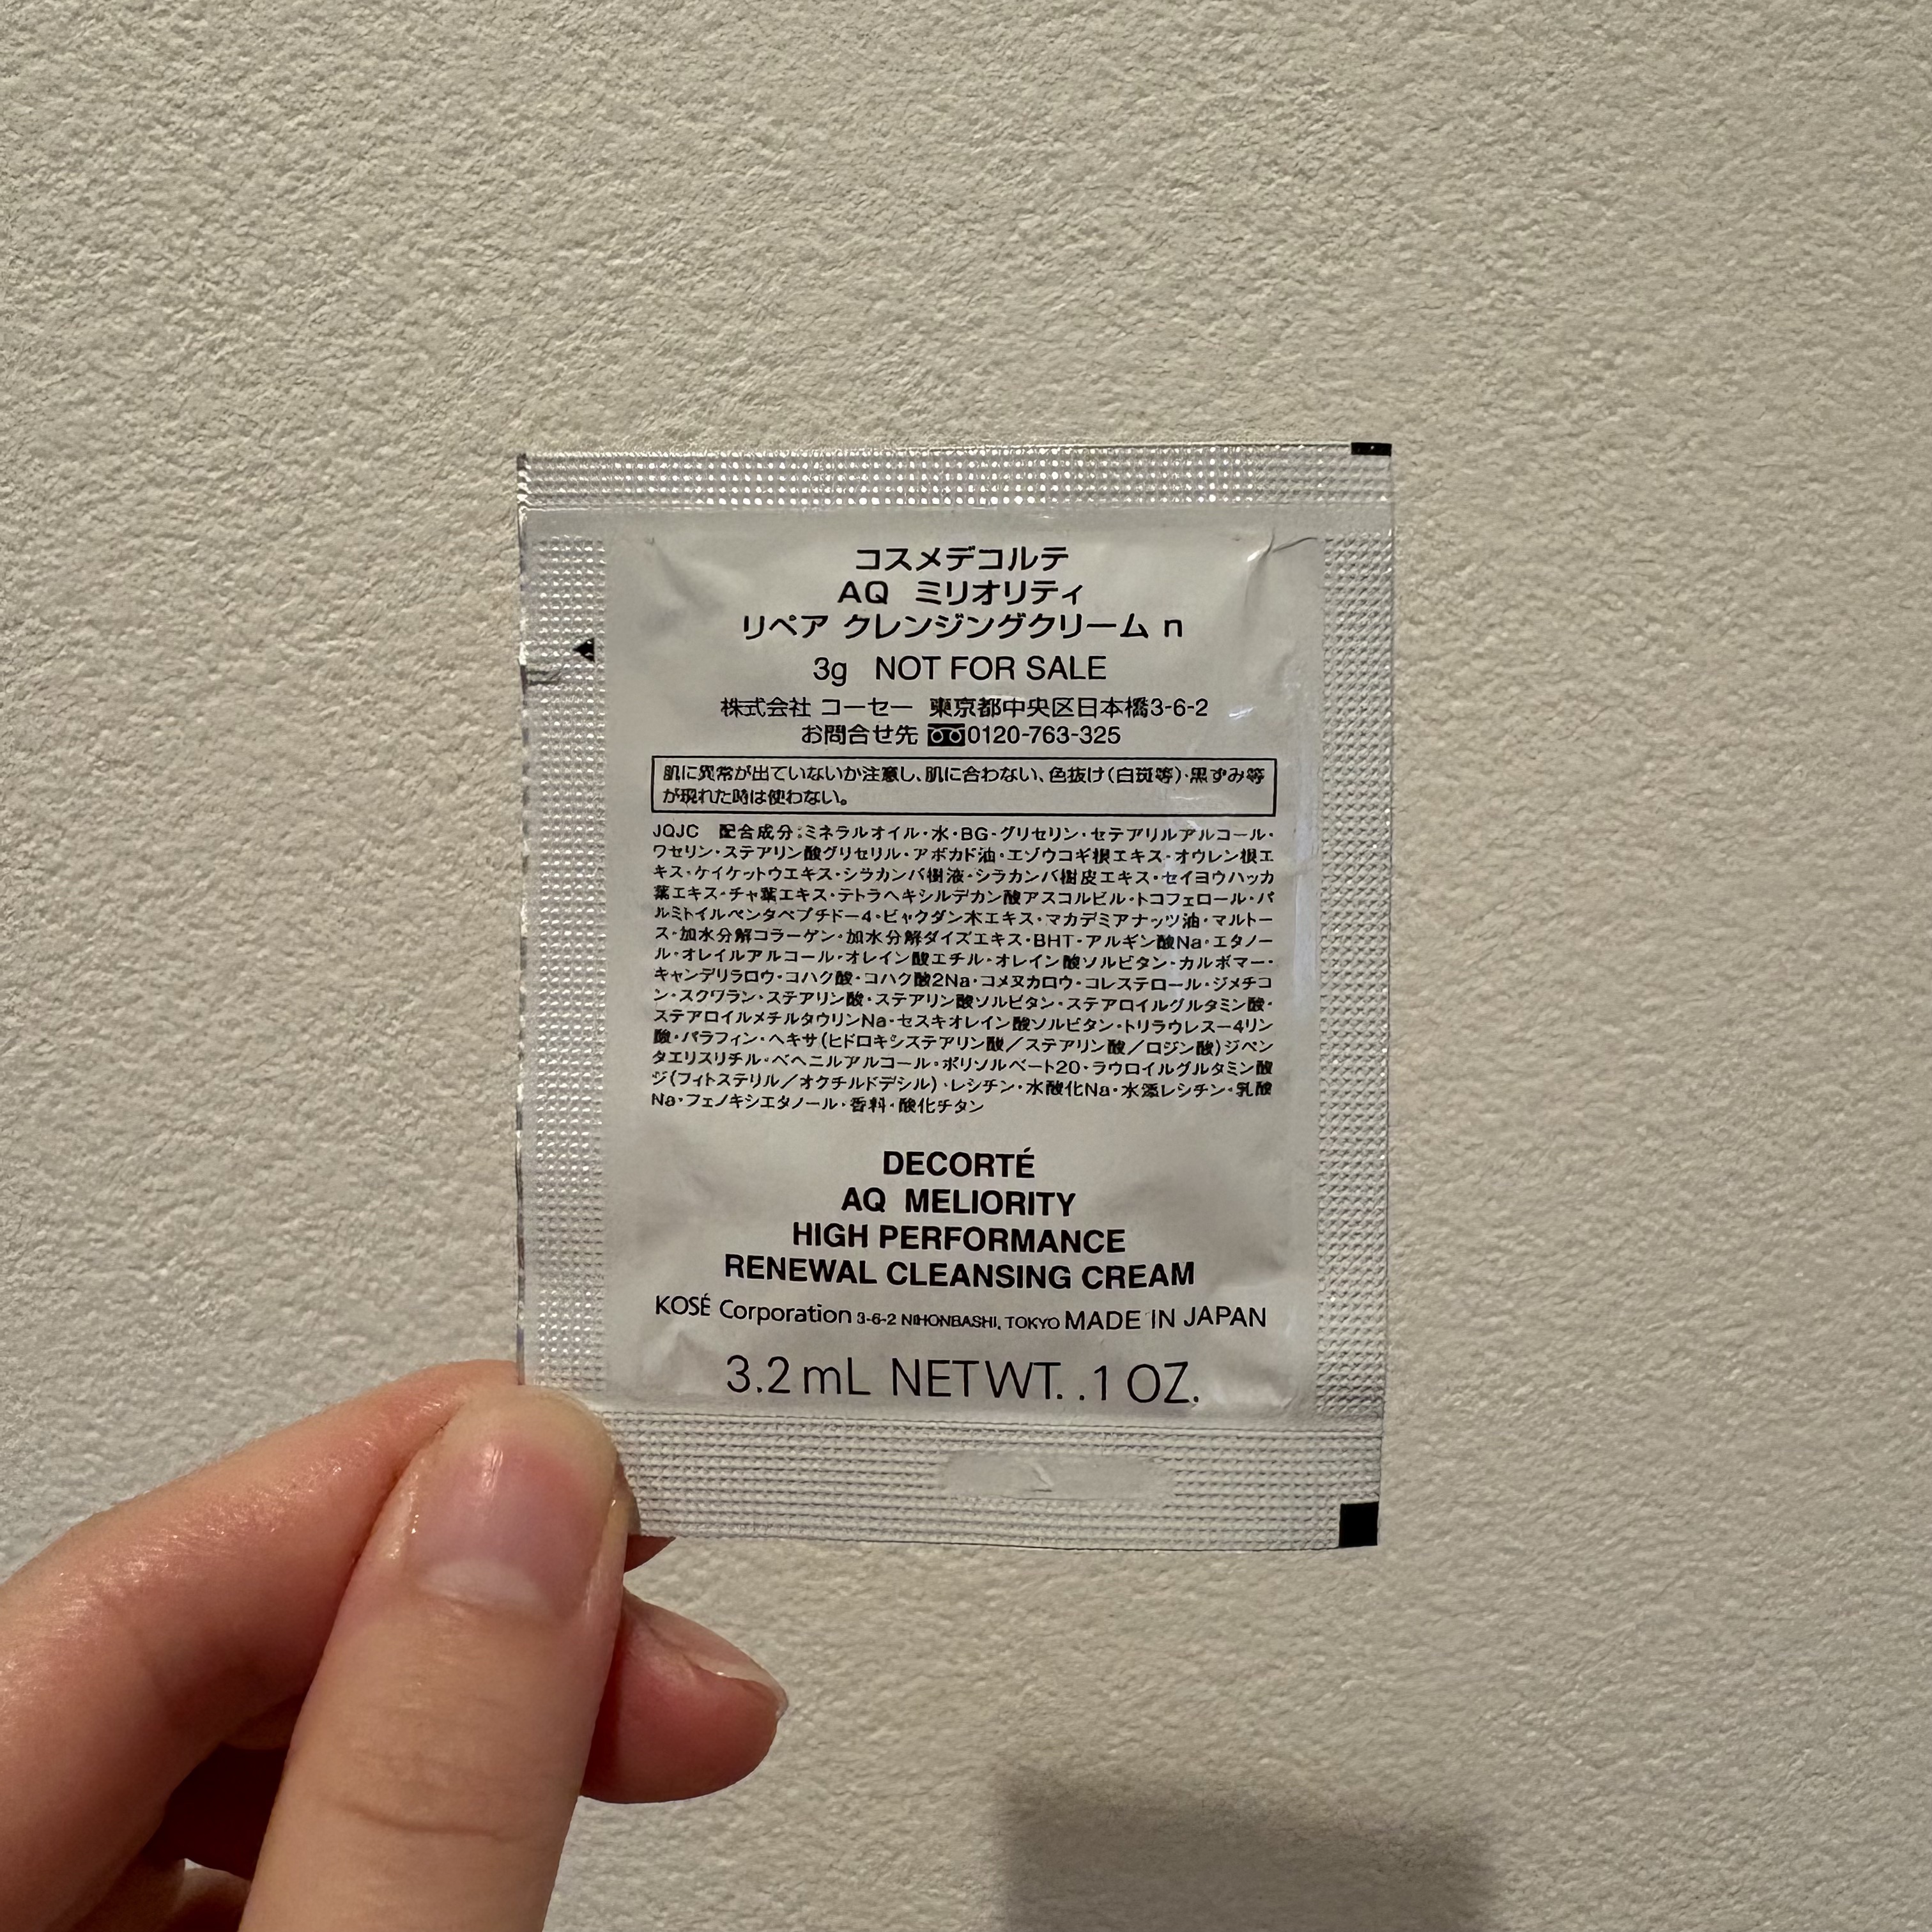 コスメデコルテ
AQ ミリオリティ
リペア クレンジングクリーム n
3g NOT FOR SALE
株式会社 コーセー 東京都中央区日本橋3-6-2
お問合せ先 0120-763-325
肌に異常が出ていないか注意し、肌に合わない、色抜け(白斑等)・黒ずみ等
が現れた時は使わない。
JQJC 配合成分:ミネラルオイル・水・BG・グリセリン・セテアリルアルコール・
ワセリン・ステアリン酸グリセリル・アボカド油・エゾウコギ根エキス・オウレン根エ
キス・ケイケットウエキス・シラカンバ樹液・シラカンバ樹皮エキス・セイヨウハッカ
葉エキス・チャ葉エキス・テトラヘキシルデカン酸アスコルビル・トコフェロール・パ
ルミトイルペンタペプチド-4・ビャクダン木エキス・マカデミアナッツ油・マルトー
ス・加水分解コラーゲン・加水分解ダイズエキス・BHT・アルギン酸Na・エタノー
ル・オレイルアルコール・オレイン酸エチル・オレイン酸ソルビタン・カルボマー・
キャンデリラロウ・コハク酸・コハク酸2Na・コメヌカロウ・コレステロール・ジメチコ
ン・スクワラン・ステアリン酸・ステアリン酸ソルビタン・ステアロイルグルタミン酸・
ステアロイルメチルタウリンNa・セスキオレイン酸ソルビタン・トリラウレス-4リン
酸・パラフィン・ヘキサ(ヒドロキシステアリン酸/ステアリン酸/ロジン酸)ジペン
タエリスリチル・ベヘニルアルコール・ポリソルベート20・ラウロイルグルタミン酸
ジ(フィトステリル/オクチルドデシル)・レシチン・水酸化Na・水添レシチン・乳酸
Na・フェノキシエタノール・香料・酸化チタン
DECORTÉ
AQ MELIORITY
HIGH PERFORMANCE
RENEWAL CLEANSING CREAM
KOSÉ Corporation 3-6-2 NIHONBASHI, TOKYO MADE IN JAPAN
3.2mL NETWT. .1 OZ.